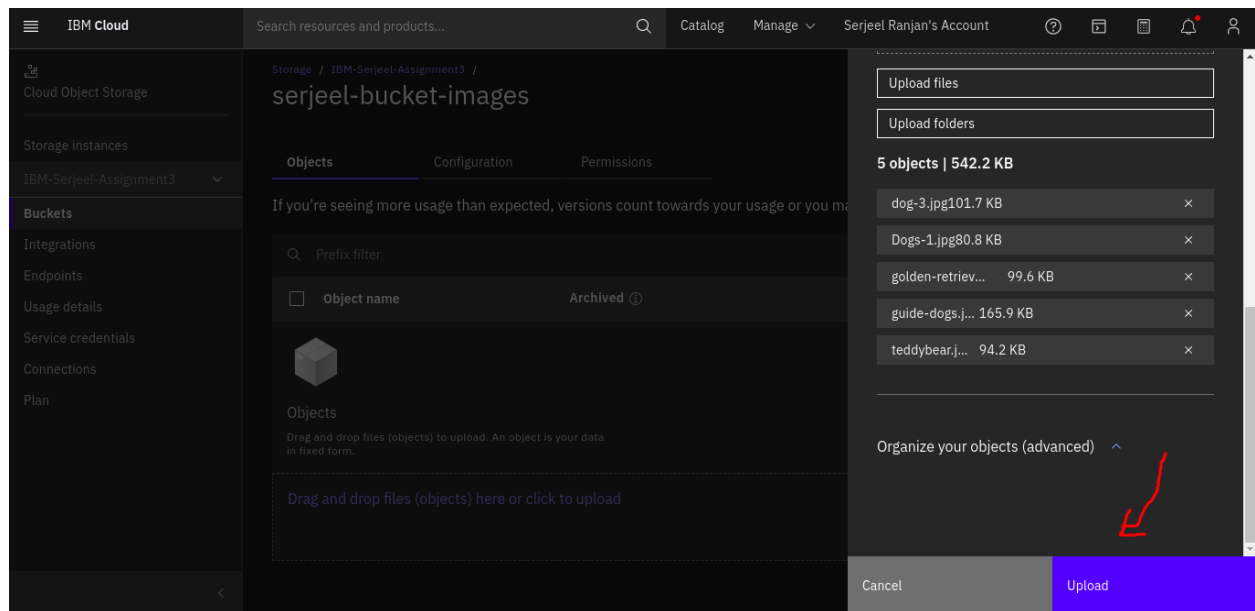 IBM Cloud
Search resources and products...
Catalog
Manage
Serjeel Ranjan's Account
Cloud Object Storage
Storage instances
IBM-Serjeel-Assignment3
Buckets
Integrations
Endpoints
Usage details
Service credentials
Connections
Plan
Storage / IBM-Serjeel-Assignment3 /
serjeel-bucket-images
Objects
Configuration
Permissions
If you're seeing more usage than expected, versions count towards your usage or you ma
Prefix filter
Object name
Archived
Objects
Drag and drop files (objects) to upload. An object is your data
in fixed form.
Drag and drop files (objects) here or click to upload
Upload files
Upload folders
5 objects | 542.2 KB
dog-3.jpg101.7 KB
Dogs-1.jpg80.8 KB
golden-retriev... 99.6 KB
guide-dogs.j... 165.9 KB
teddybear.j... 94.2 KB
Organize your objects (advanced)
Cancel
Upload